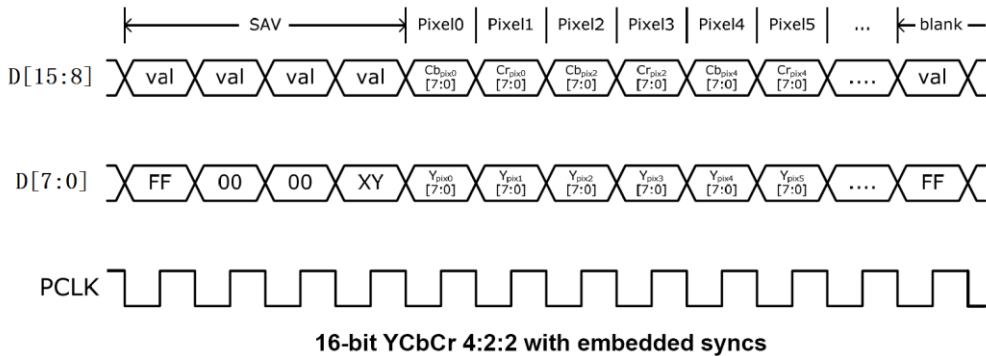 SAV Pixel0 Pixel1 Pixel2 Pixel3 Pixel4 Pixel5 ... blank
D[15:8] val val val val Cbpix0 [7:0] Crpix0 [7:0] Cbpix2 [7:0] Crpix2 [7:0] Cbpix4 [7:0] Crpix4 [7:0] .... val
D[7:0] FF 00 00 XY Ypix0 [7:0] Ypix1 [7:0] Ypix2 [7:0] Ypix3 [7:0] Ypix4 [7:0] Ypix5 [7:0] .... FF
PCLK
16-bit YCbCr 4:2:2 with embedded syncs